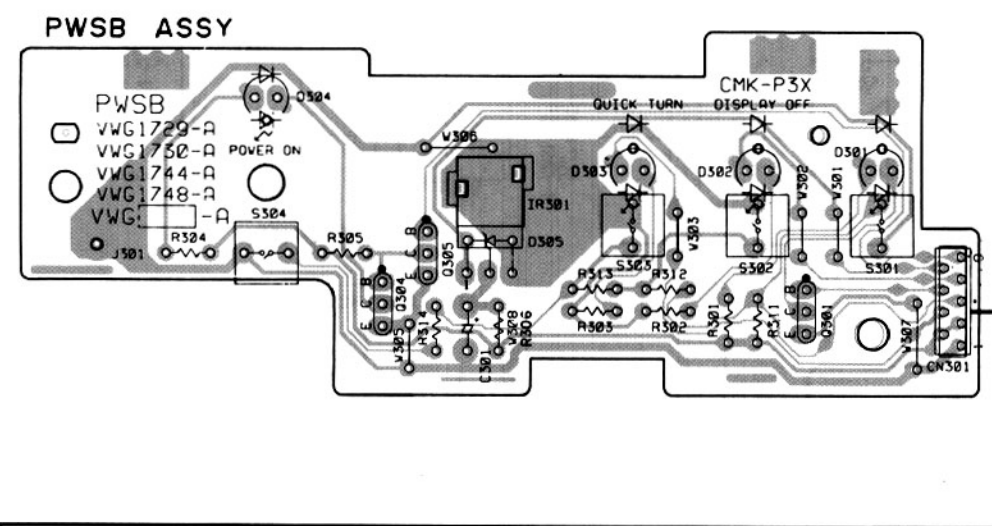 PWSB ASSY
PWSB
VWG1729-A
VWG1730-A
VWG1744-A
VWG1748-A
VWG -A
D304
POWER ON
CMK-P3X
QUICK TURN
DISPLAY OFF
W306
IR301
D303
D302
D301
W302
W301
J301
R304
S304
R305
B
C
E
Q305
D305
W303
S303
S302
S301
B
C
E
Q304
R313
R312
R303
R302
R301
R311
B
C
E
Q301
W305
R314
C301
W308
R306
W307
CN301